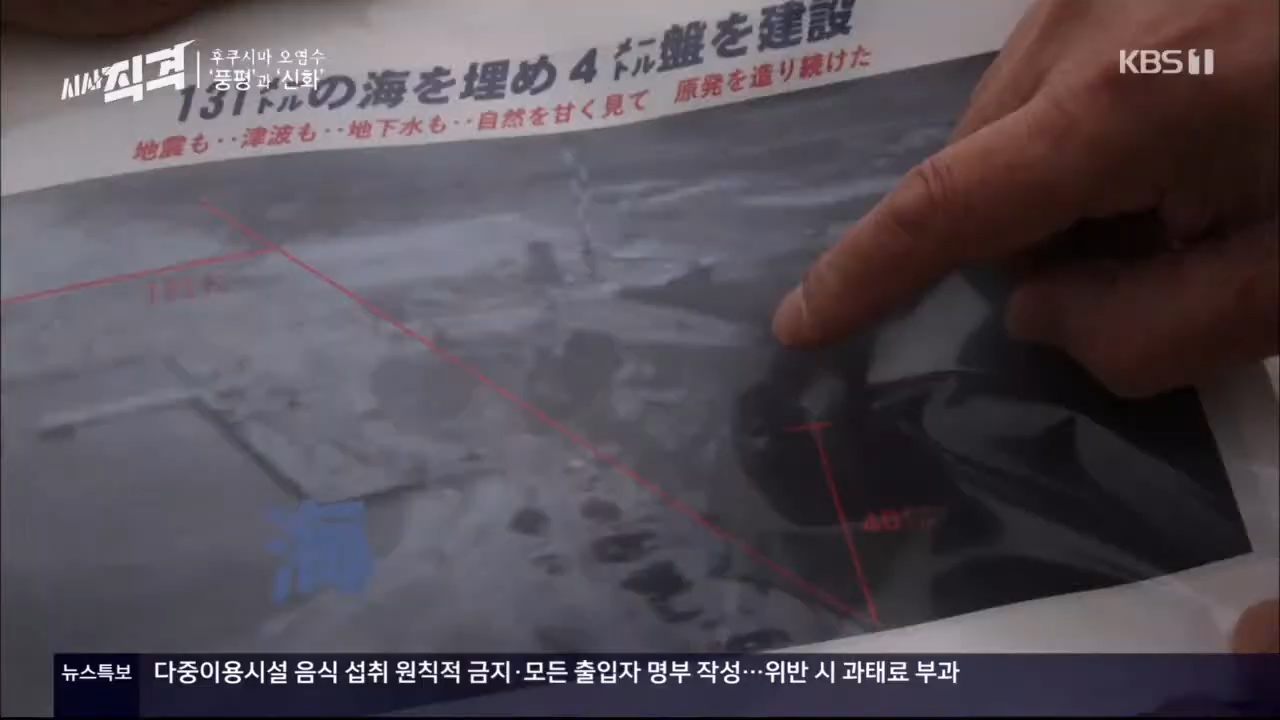 시사직격
후쿠시마 오염수
'풍평'과 '신화'
KBS 1
131メートルの海を埋め4メートル盤を建設
地震も‥津波も‥地下水も‥自然を甘く見て 原発を造り続けた
海
뉴스특보 다중이용시설 음식 섭취 원칙적 금지·모든 출입자 명부 작성…위반 시 과태료 부과